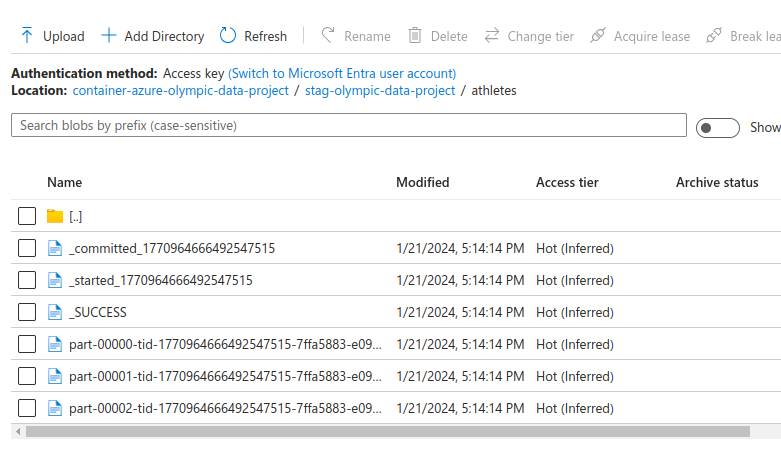 Upload Add Directory Refresh Rename Delete Change tier Acquire lease Break lea
Authentication method: Access key (Switch to Microsoft Entra user account)
Location: container-azure-olympic-data-project / stag-olympic-data-project / athletes
Search blobs by prefix (case-sensitive) Show
Name Modified Access tier Archive status
[..]
_committed_1770964666492547515 1/21/2024, 5:14:14 PM Hot (Inferred)
_started_1770964666492547515 1/21/2024, 5:14:14 PM Hot (Inferred)
_SUCCESS 1/21/2024, 5:14:14 PM Hot (Inferred)
part-00000-tid-1770964666492547515-7ffa5883-e09... 1/21/2024, 5:14:14 PM Hot (Inferred)
part-00001-tid-1770964666492547515-7ffa5883-e09... 1/21/2024, 5:14:14 PM Hot (Inferred)
part-00002-tid-1770964666492547515-7ffa5883-e09... 1/21/2024, 5:14:14 PM Hot (Inferred)